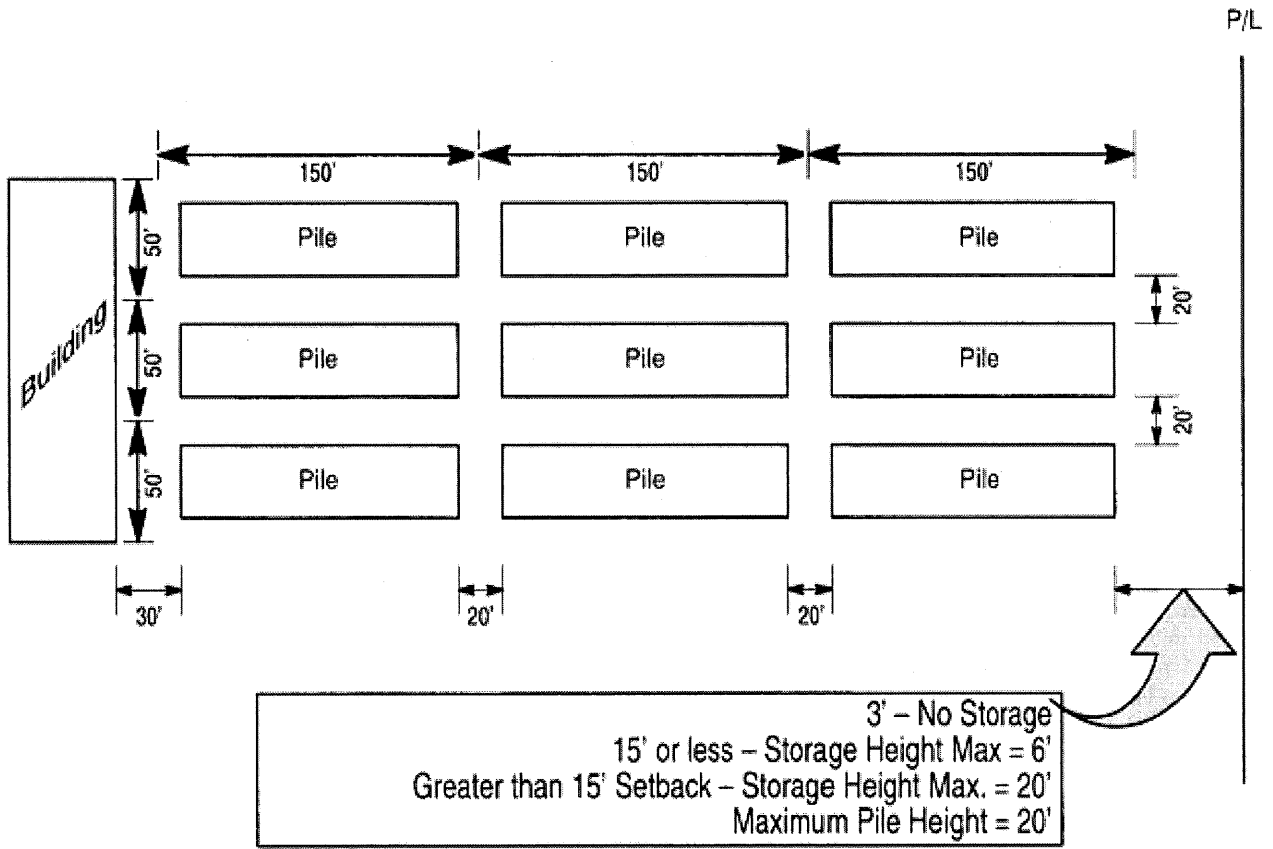 P/L
150' 150' 150'
Building
50'
Pile Pile Pile
20'
50'
Pile Pile Pile
20'
50'
Pile Pile Pile
30' 20' 20'
3' – No Storage
15' or less – Storage Height Max = 6'
Greater than 15' Setback – Storage Height Max. = 20'
Maximum Pile Height = 20'